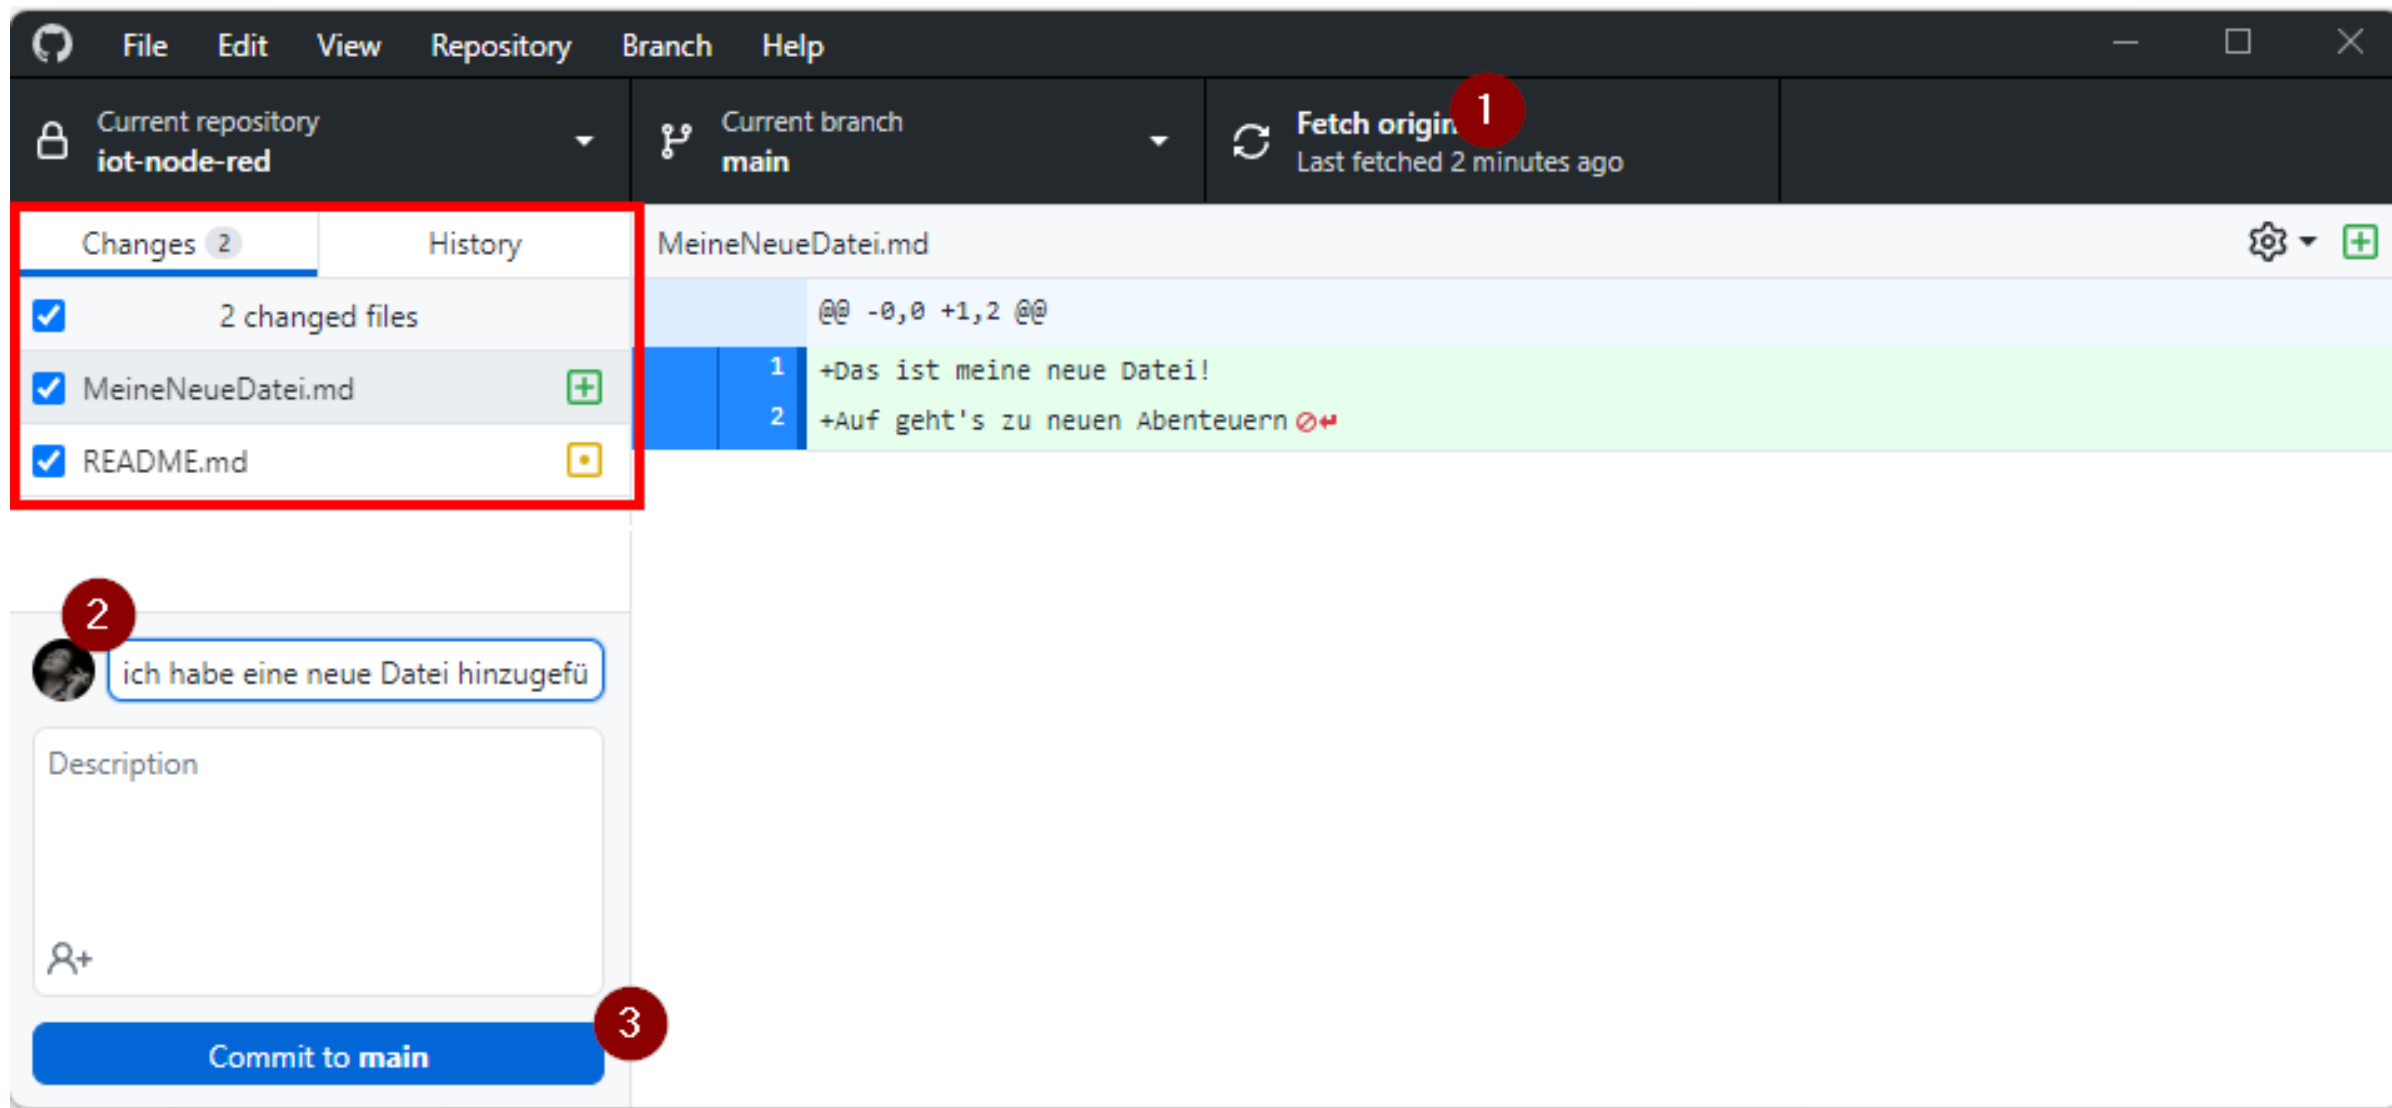 File Edit View Repository Branch Help
Current repository
iot-node-red
Current branch
main
1
Fetch origin
Last fetched 2 minutes ago
Changes 2 History
2 changed files
MeineNeueDatei.md
README.md
MeineNeueDatei.md
@@ -0,0 +1,2 @@
1 +Das ist meine neue Datei!
2 +Auf geht's zu neuen Abenteuern
2
ich habe eine neue Datei hinzugefü
Description
3
Commit to main